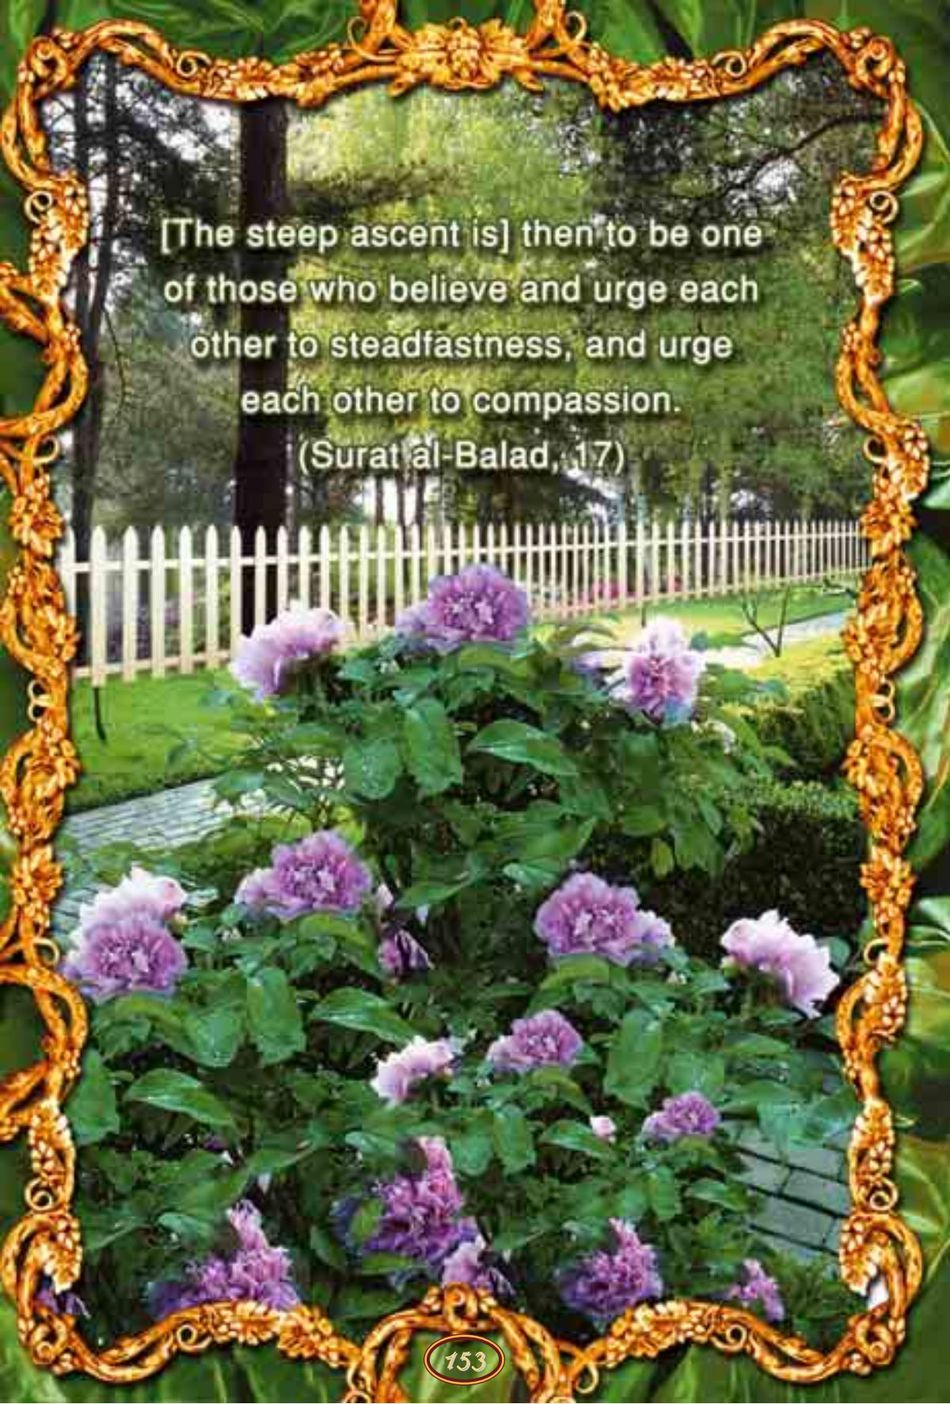 [The steep ascent is] then to be one
of those who believe and urge each
other to steadfastness, and urge
each other to compassion.
(Surat al-Balad, 17)
153